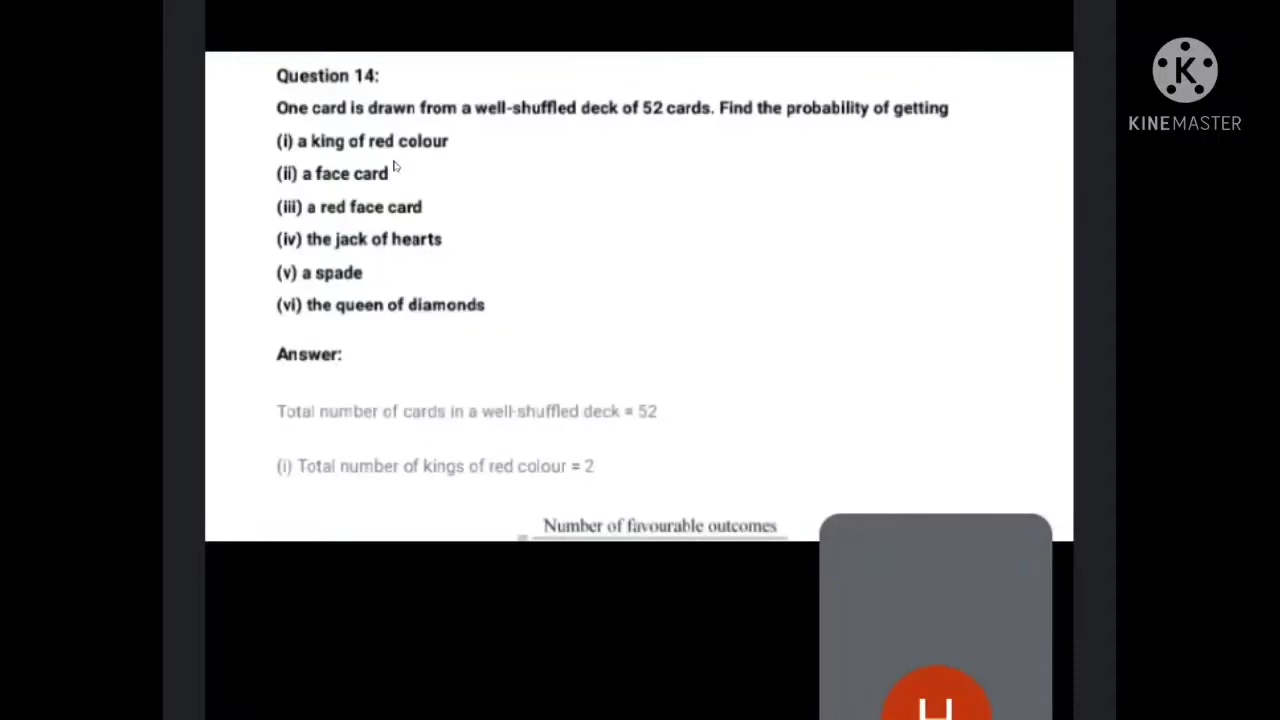 Question 14:
One card is drawn from a well-shuffled deck of 52 cards. Find the probability of getting
(i) a king of red colour
(ii) a face card
(iii) a red face card
(iv) the jack of hearts
(v) a spade
(vi) the queen of diamonds
Answer:
Total number of cards in a well-shuffled deck = 52
(i) Total number of kings of red colour = 2
Number of favourable outcomes
=
K
KINEMASTER
H